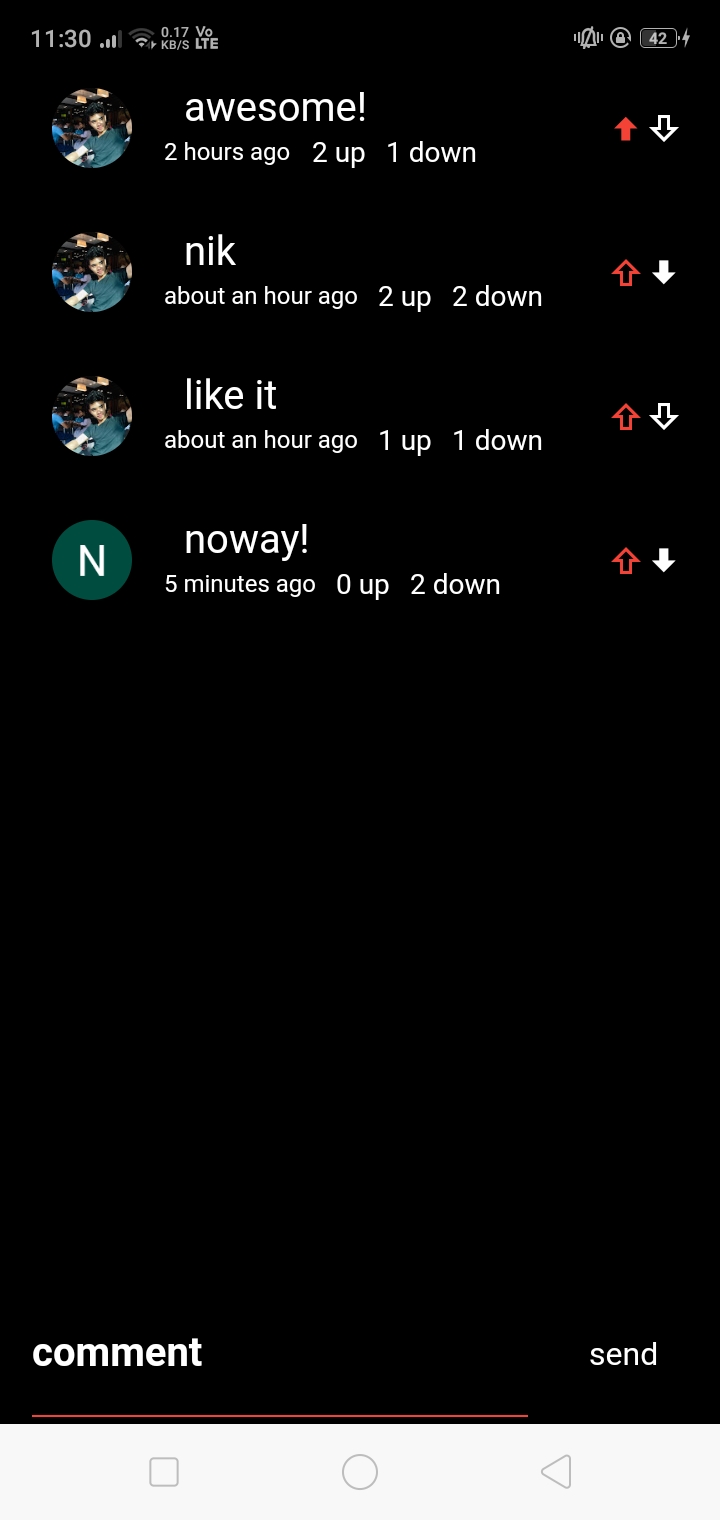 11:30 0.17 KB/S Vo LTE 42
awesome!
2 hours ago 2 up 1 down
nik
about an hour ago 2 up 2 down
like it
about an hour ago 1 up 1 down
N
noway!
5 minutes ago 0 up 2 down
comment send